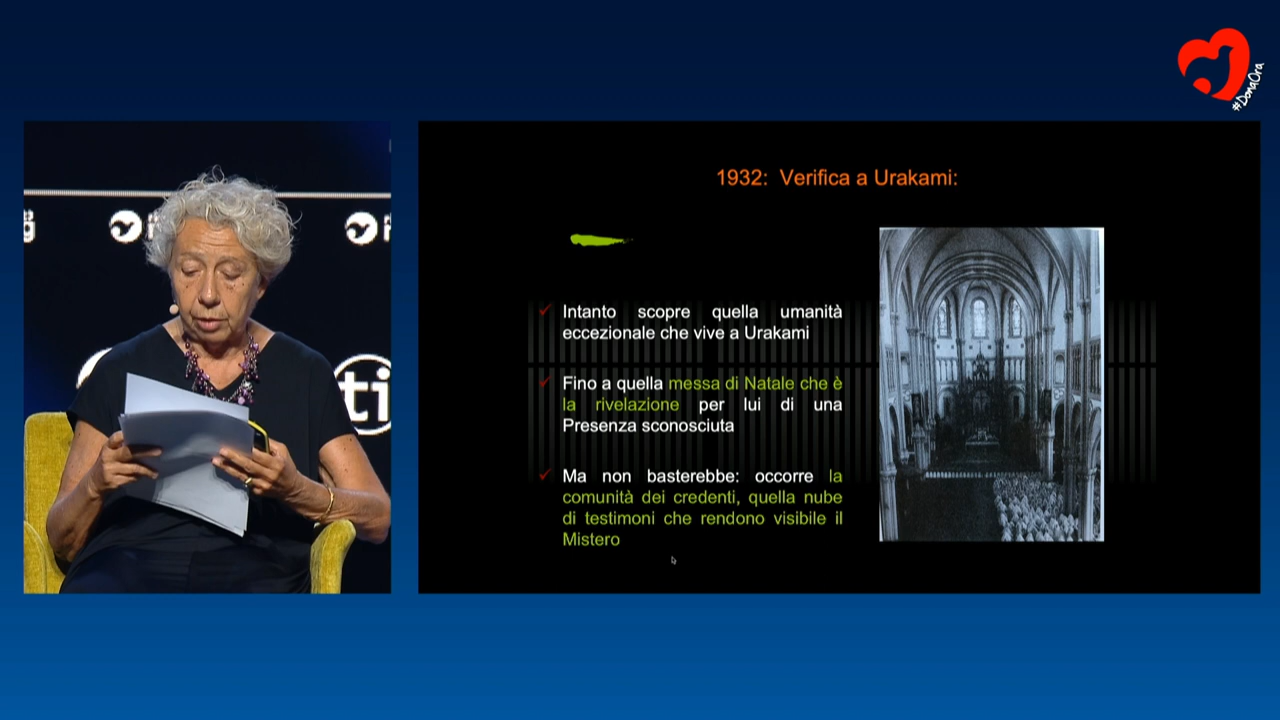 #DonaOra
1932: Verifica a Urakami:
Intanto scopre quella umanità
eccezionale che vive a Urakami
Fino a quella messa di Natale che è
la rivelazione per lui di una
Presenza sconosciuta
Ma non basterebbe: occorre la
comunità dei credenti, quella nube
di testimoni che rendono visibile il
Mistero
ti